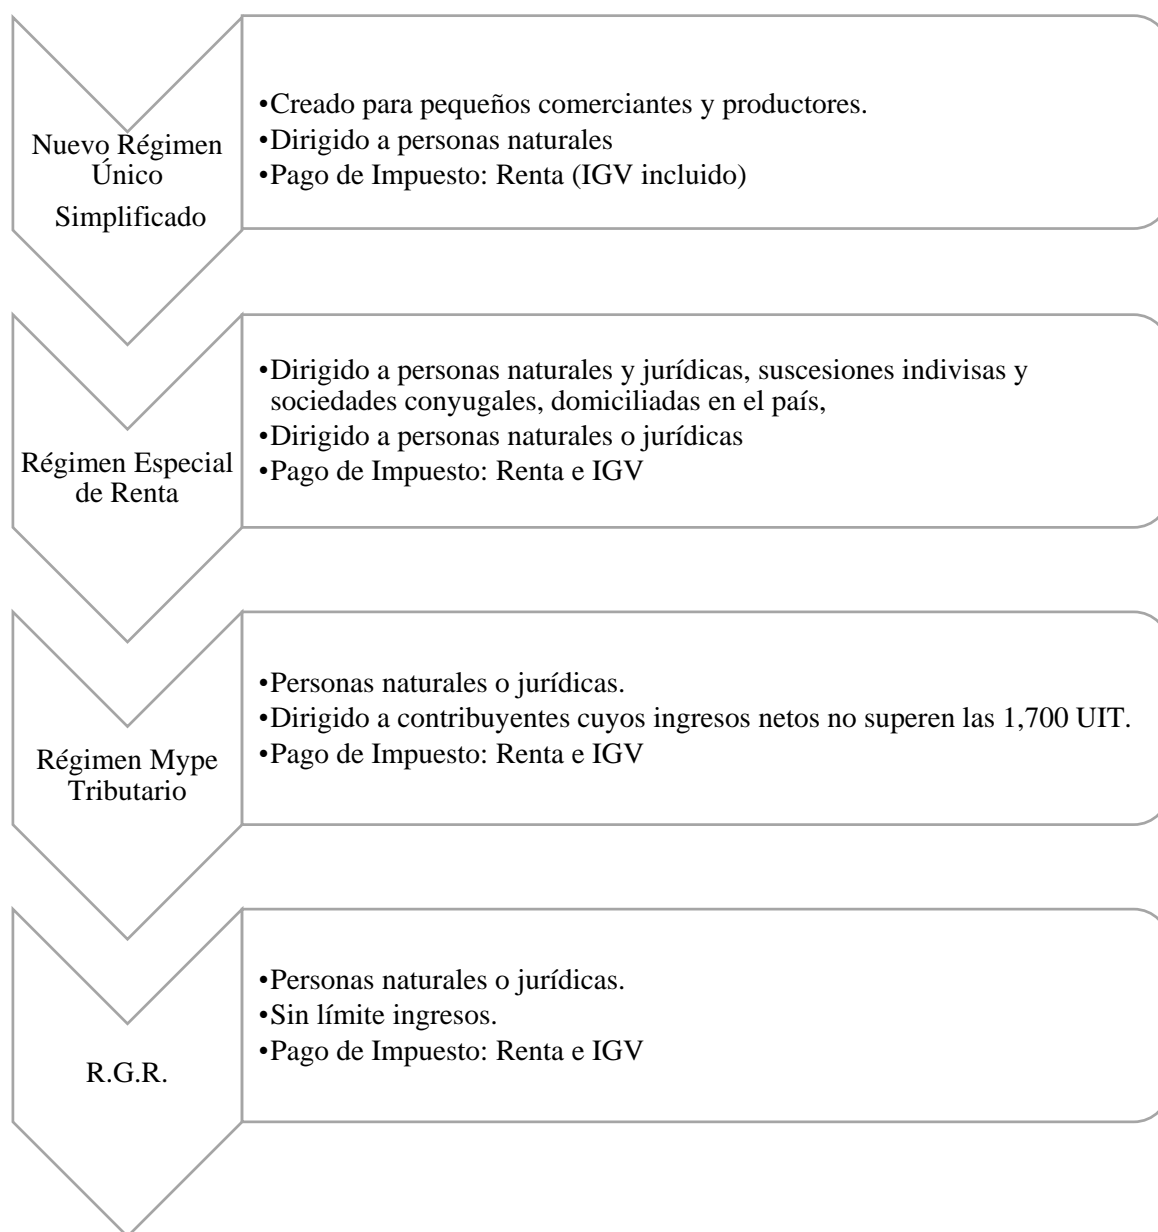 Nuevo Régimen
Único
Simplificado
•Creado para pequeños comerciantes y productores.
•Dirigido a personas naturales
•Pago de Impuesto: Renta (IGV incluido)
Régimen Especial
de Renta
•Dirigido a personas naturales y jurídicas, suscesiones indivisas y
sociedades conyugales, domiciliadas en el país,
•Dirigido a personas naturales o jurídicas
•Pago de Impuesto: Renta e IGV
Régimen Mype
Tributario
•Personas naturales o jurídicas.
•Dirigido a contribuyentes cuyos ingresos netos no superen las 1,700 UIT.
•Pago de Impuesto: Renta e IGV
R.G.R.
•Personas naturales o jurídicas.
•Sin límite ingresos.
•Pago de Impuesto: Renta e IGV